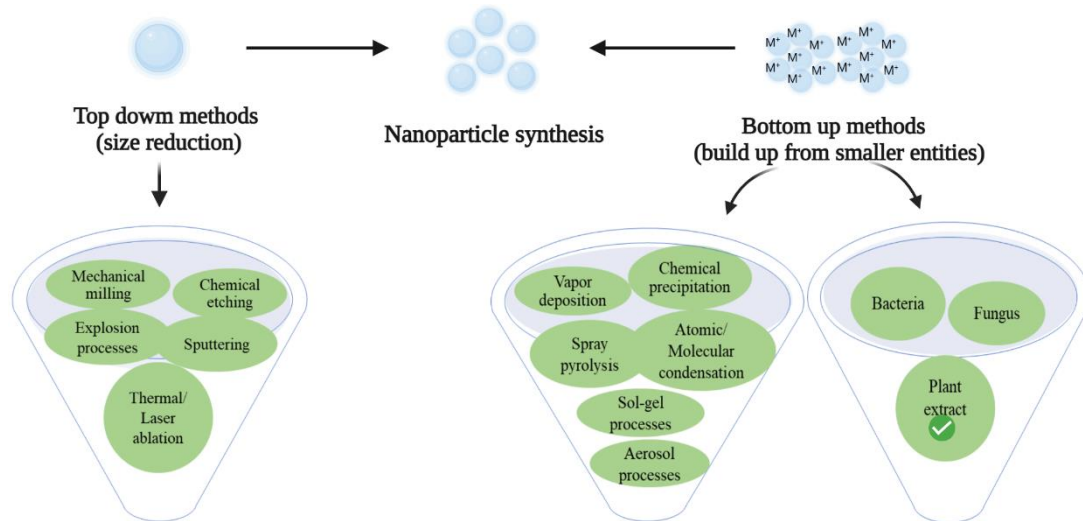 M⁺ M⁺
M⁺ M⁺ M⁺ M⁺
M⁺ M⁺ M⁺ M⁺
M⁺ M⁺
Top dowm methods
(size reduction)
Nanoparticle synthesis
Bottom up methods
(build up from smaller entities)
Mechanical
milling
Chemical
etching
Explosion
processes
Sputtering
Thermal/
Laser
ablation
Vapor
deposition
Chemical
precipitation
Spray
pyrolysis
Atomic/
Molecular
condensation
Sol-gel
processes
Aerosol
processes
Bacteria
Fungus
Plant
extract